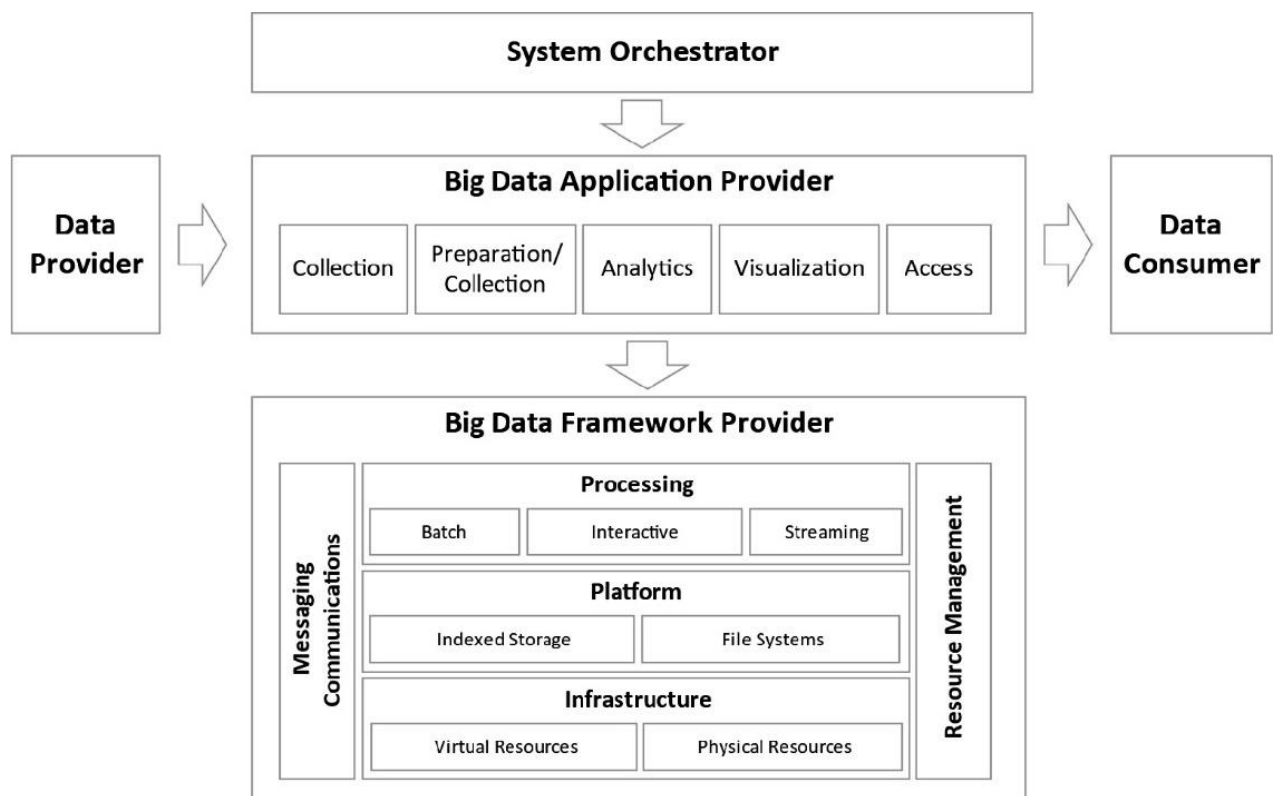 System Orchestrator
Data
Provider
Big Data Application Provider
Collection
Preparation/
Collection
Analytics
Visualization
Access
Data
Consumer
Big Data Framework Provider
Messaging
Communications
Processing
Batch
Interactive
Streaming
Platform
Indexed Storage
File Systems
Infrastructure
Virtual Resources
Physical Resources
Resource Management